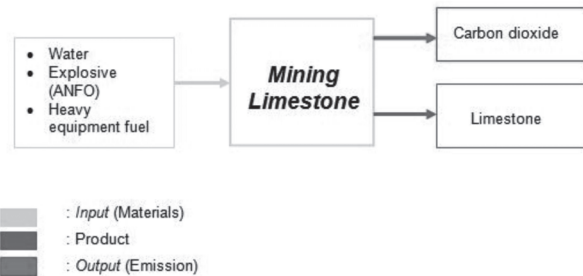 • Water
• Explosive
(ANFO)
• Heavy
equipment fuel
Mining
Limestone
Carbon dioxide
Limestone
: Input (Materials)
: Product
: Output (Emission)